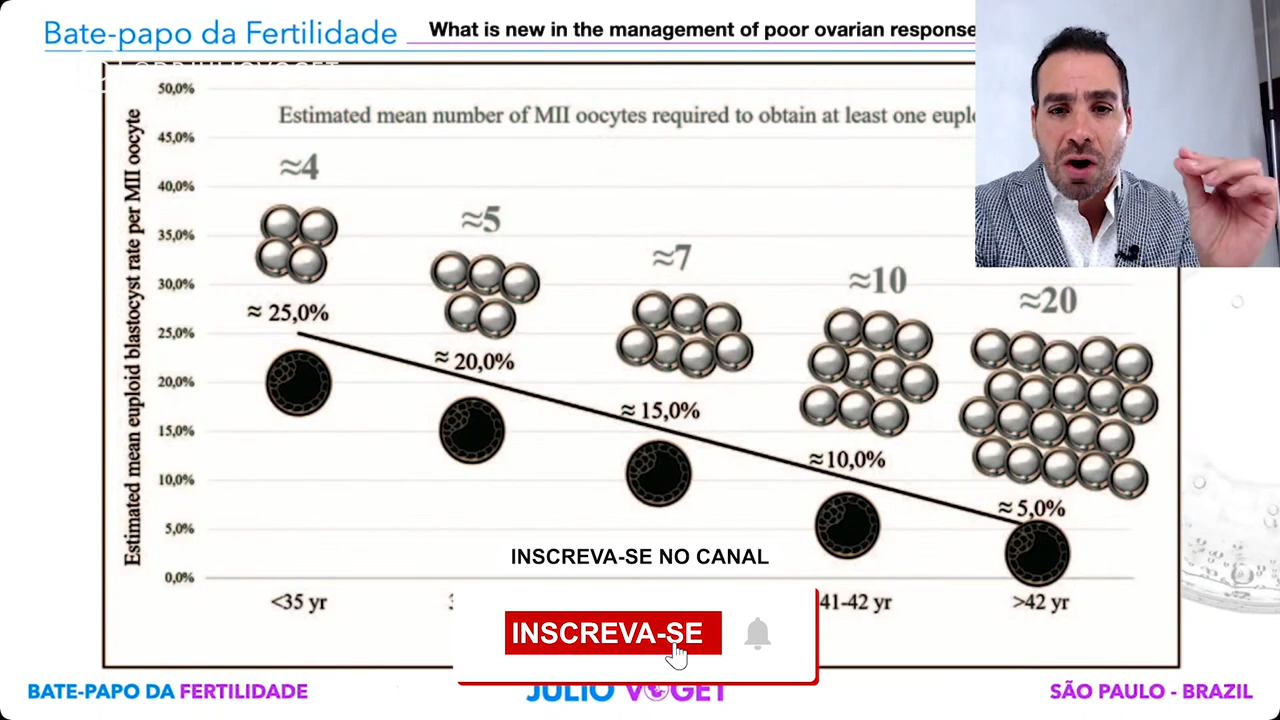 Bate-papo da Fertilidade
What is new in the management of poor ovarian response
50,0%
Estimated mean number of MII oocytes required to obtain at least one
45,0%
40,0%
35,0%
30,0%
25,0%
20,0%
15,0%
10,0%
5,0%
0,0%
Estimated mean euploid blastocyst rate per MII oocyte
≈4
≈5
≈7
≈10
≈20
≈ 25,0%
≈ 20,0%
≈ 15,0%
≈ 10,0%
≈ 5,0%
<35 yr
41-42 yr
>42 yr
INSCREVA-SE NO CANAL
INSCREVA-SE
BATE-PAPO DA FERTILIDADE
JULIO VOGET
SÃO PAULO - BRAZIL